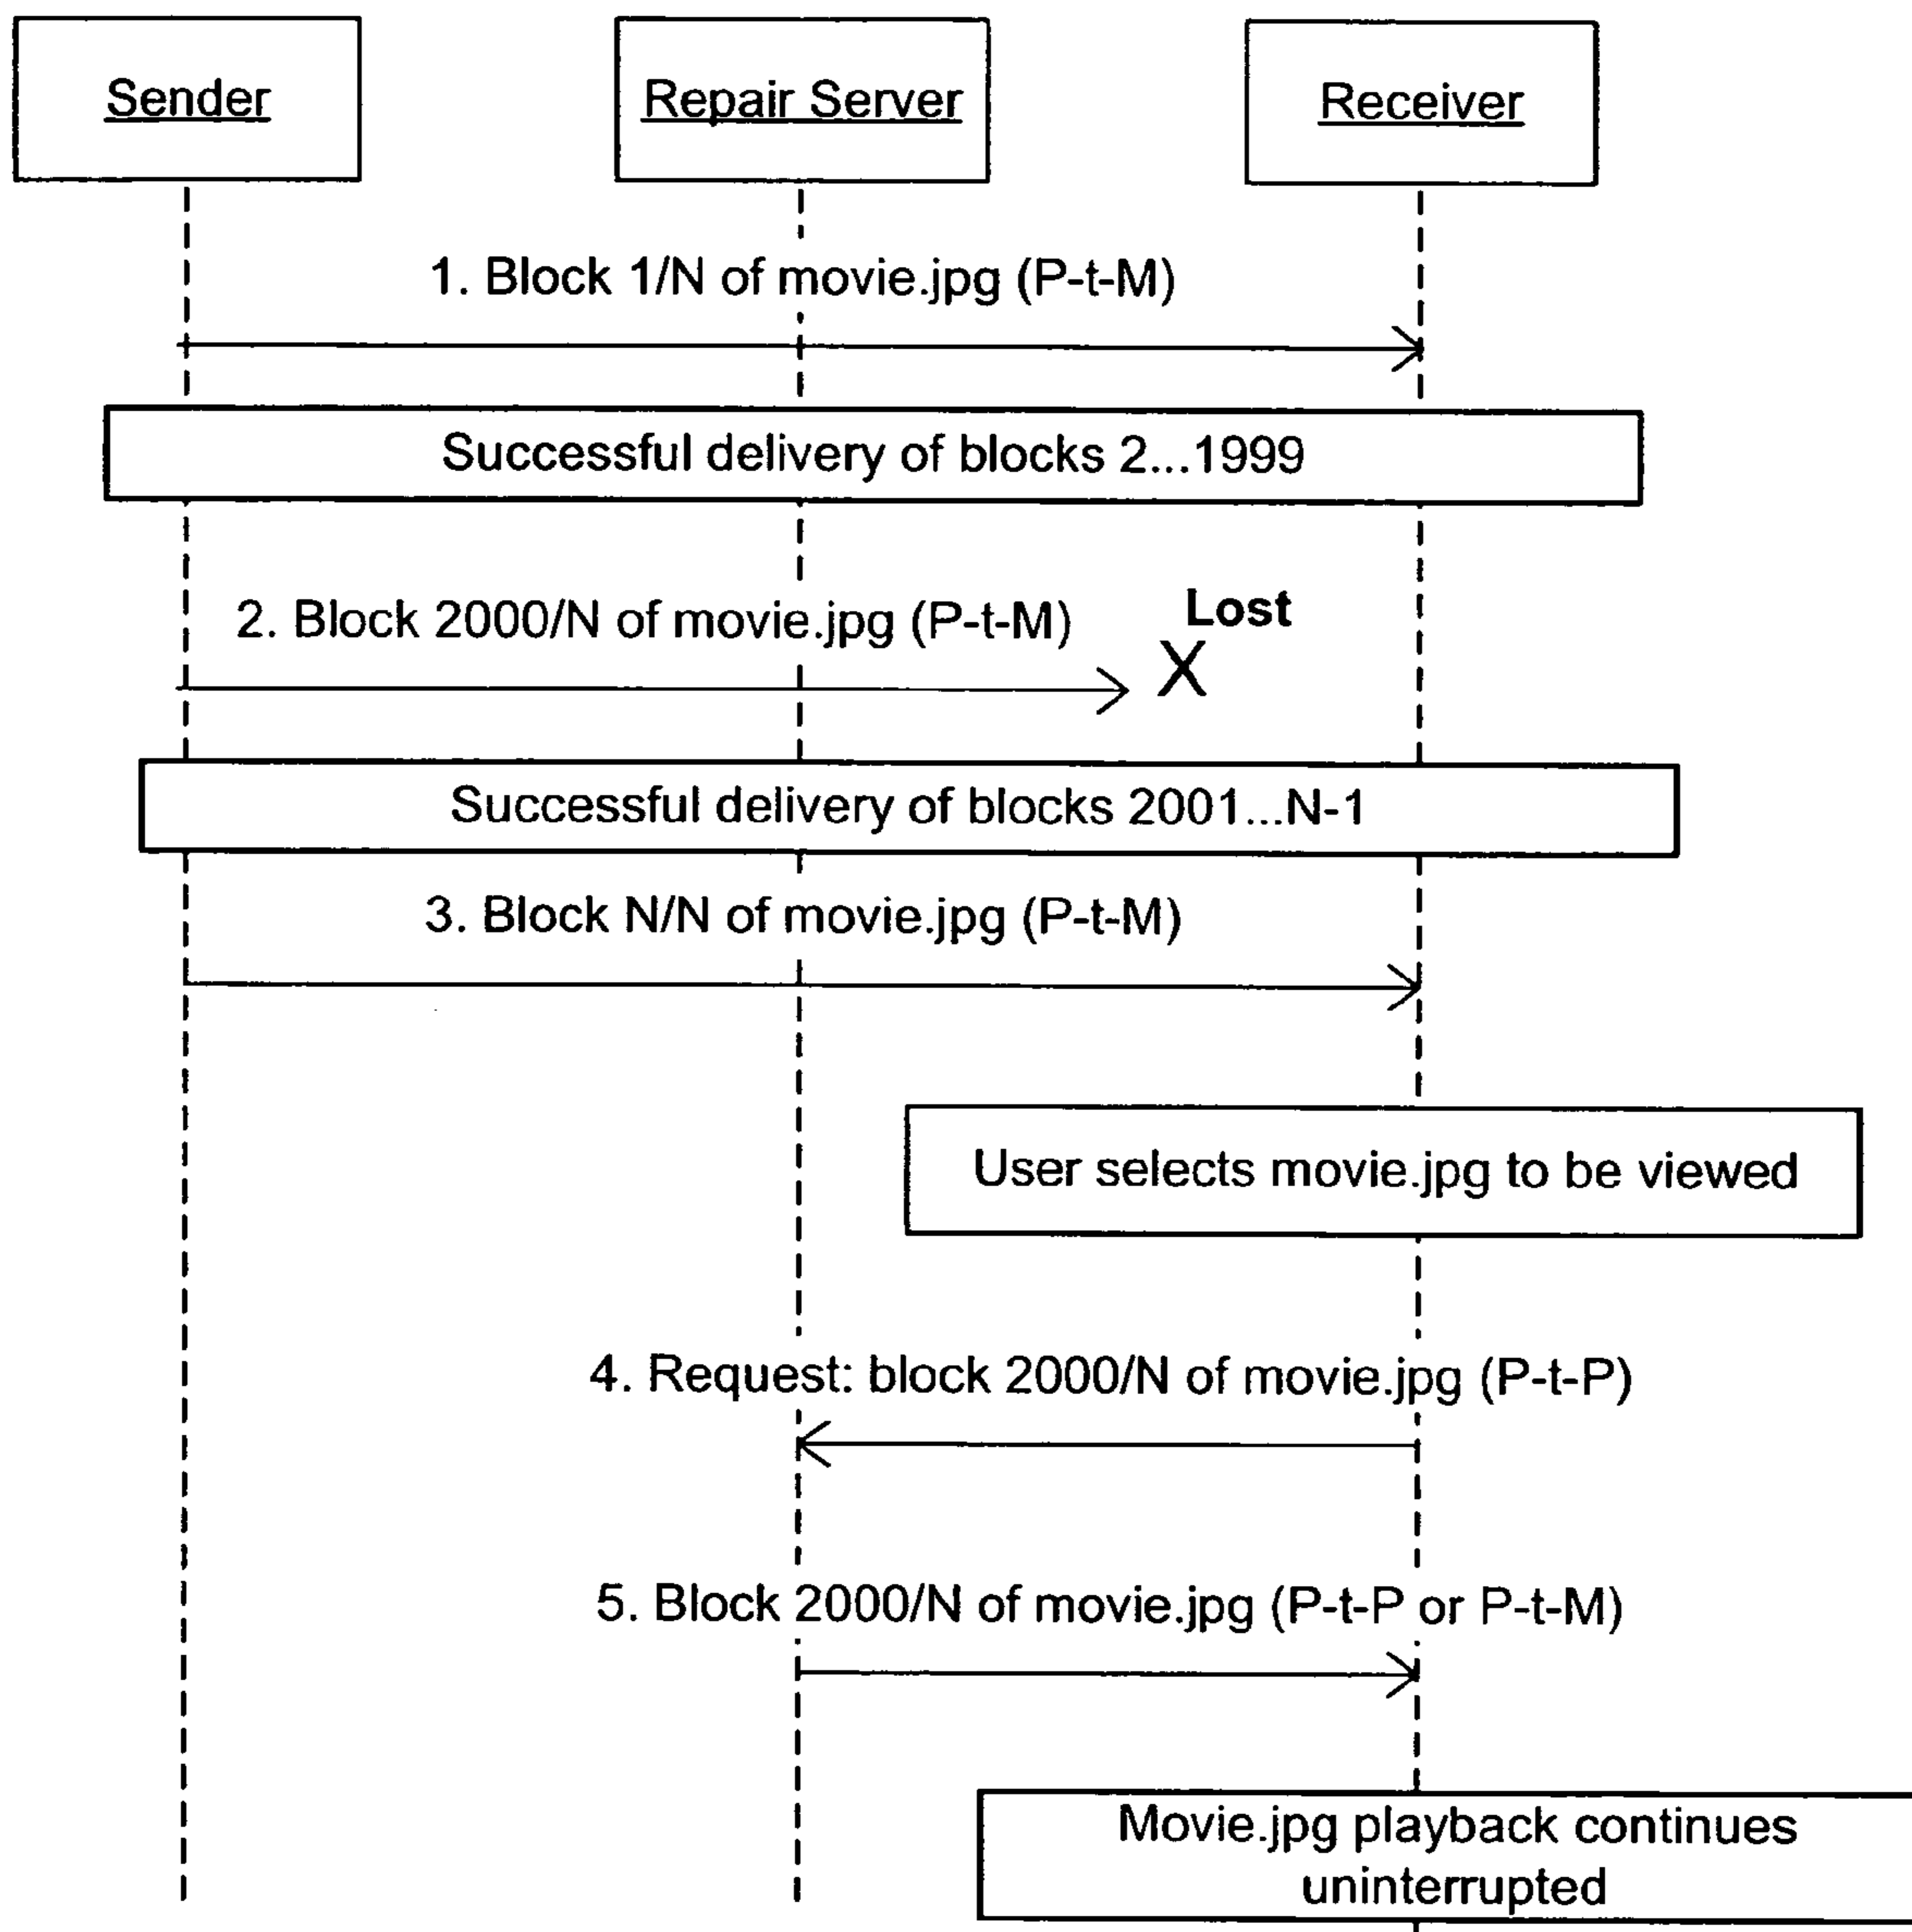 Sender
Repair Server
Receiver
1. Block 1/N of movie.jpg (P-t-M)
Successful delivery of blocks 2...1999
2. Block 2000/N of movie.jpg (P-t-M)
Lost
X
Successful delivery of blocks 2001...N-1
3. Block N/N of movie.jpg (P-t-M)
User selects movie.jpg to be viewed
4. Request: block 2000/N of movie.jpg (P-t-P)
5. Block 2000/N of movie.jpg (P-t-P or P-t-M)
Movie.jpg playback continues
uninterrupted